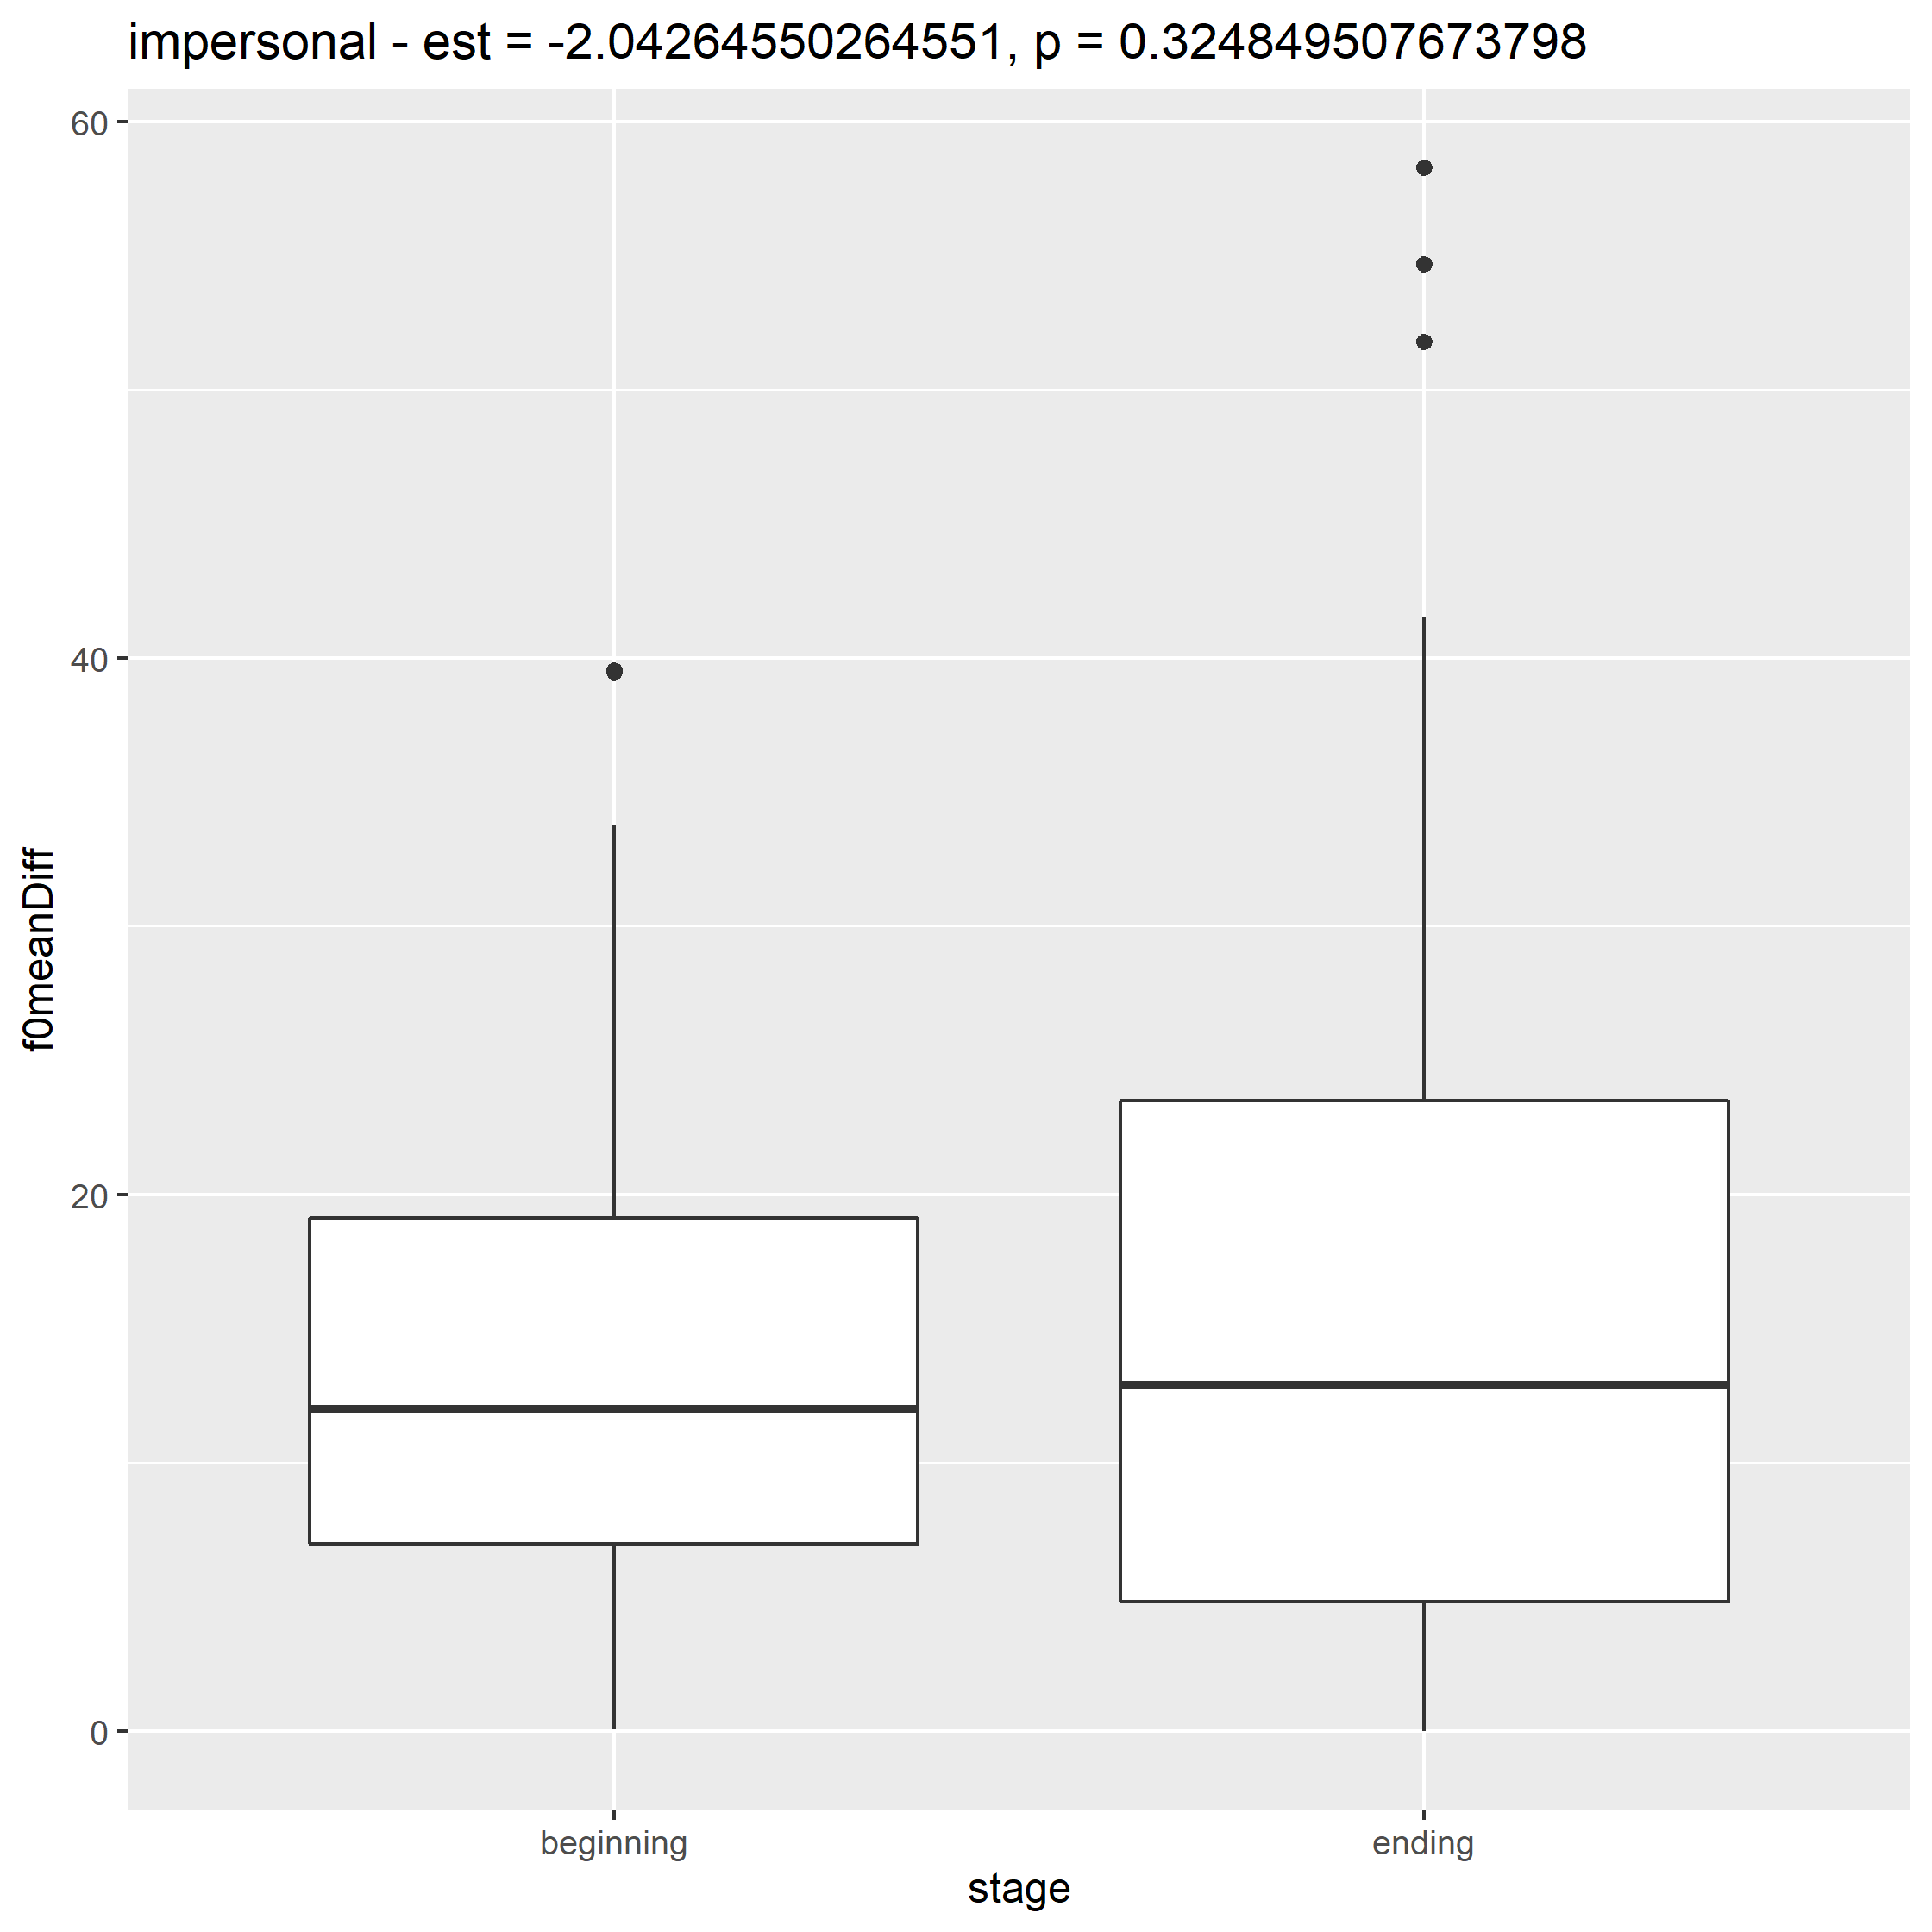 impersonal - est = -2.04264550264551, p = 0.324849507673798
60
40
20
0
f0meanDiff
beginning
ending
stage